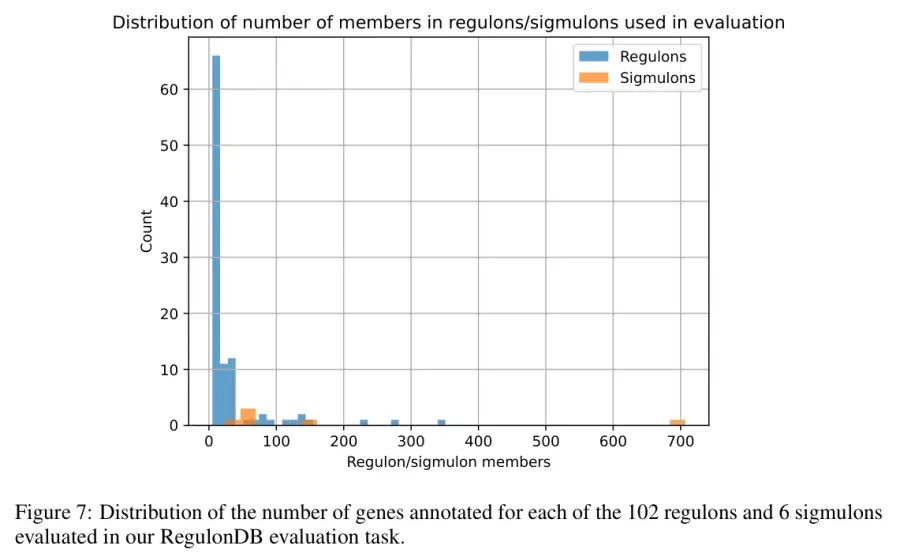 Distribution of number of members in regulons/sigmulons used in evaluation
Regulons
Sigmulons
60
50
40
30
20
10
0
Count
0 100 200 300 400 500 600 700
Regulon/sigmulon members
Figure 7: Distribution of the number of genes annotated for each of the 102 regulons and 6 sigmulons
evaluated in our RegulonDB evaluation task.